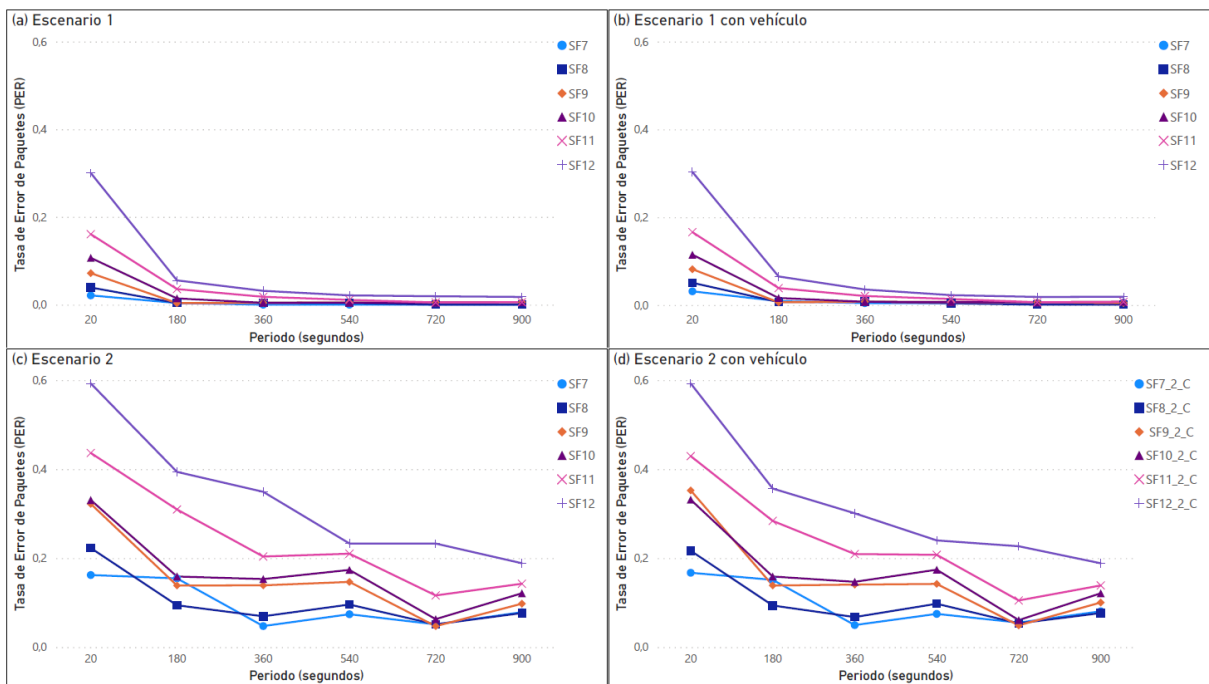 (a) Escenario 1
Tasa de Error de Paquetes (PER)
0,6
0,4
0,2
0,0
20 180 360 540 720 900
Periodo (segundos)
SF7
SF8
SF9
SF10
SF11
SF12
(b) Escenario 1 con vehículo
Tasa de Error de Paquetes (PER)
0,6
0,4
0,2
0,0
20 180 360 540 720 900
Periodo (segundos)
SF7
SF8
SF9
SF10
SF11
SF12
(c) Escenario 2
Tasa de Error de Paquetes (PER)
0,6
0,4
0,2
0,0
20 180 360 540 720 900
Periodo (segundos)
SF7
SF8
SF9
SF10
SF11
SF12
(d) Escenario 2 con vehículo
Tasa de Error de Paquetes (PER)
0,6
0,4
0,2
0,0
20 180 360 540 720 900
Periodo (segundos)
SF7_2_C
SF8_2_C
SF9_2_C
SF10_2_C
SF11_2_C
SF12_2_C